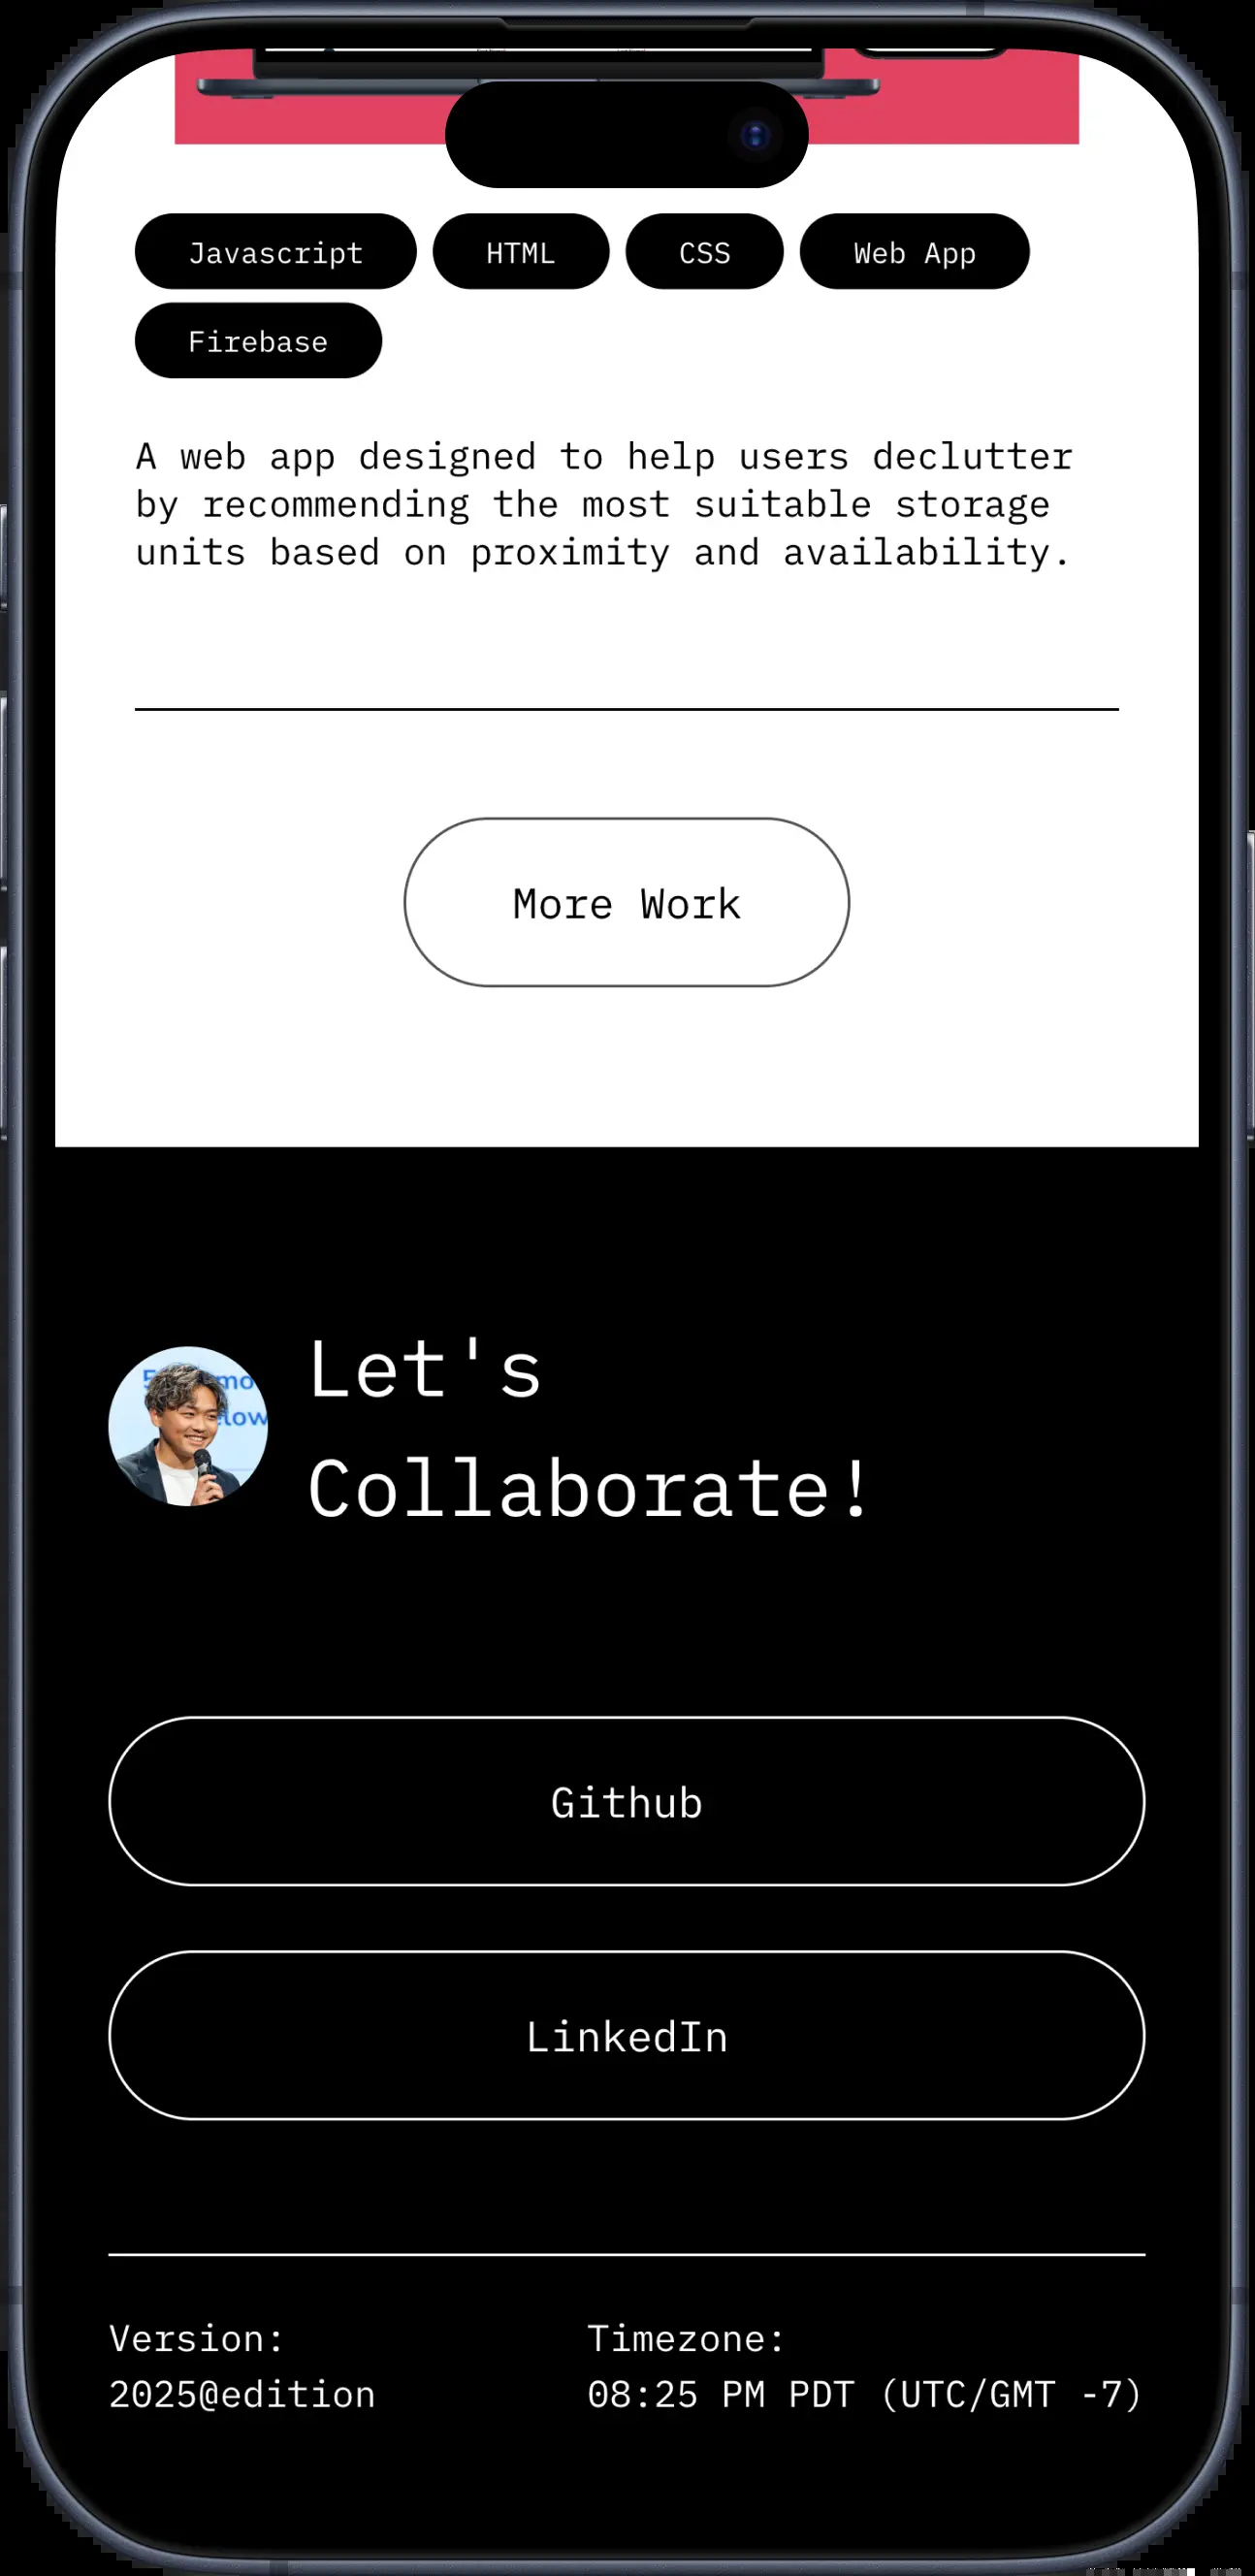 Javascript HTML CSS Web App
Firebase
A web app designed to help users declutter
by recommending the most suitable storage
units based on proximity and availability.
More Work
Let's
Collaborate!
Github
LinkedIn
Version: Timezone:
2025@edition 08:25 PM PDT (UTC/GMT -7)